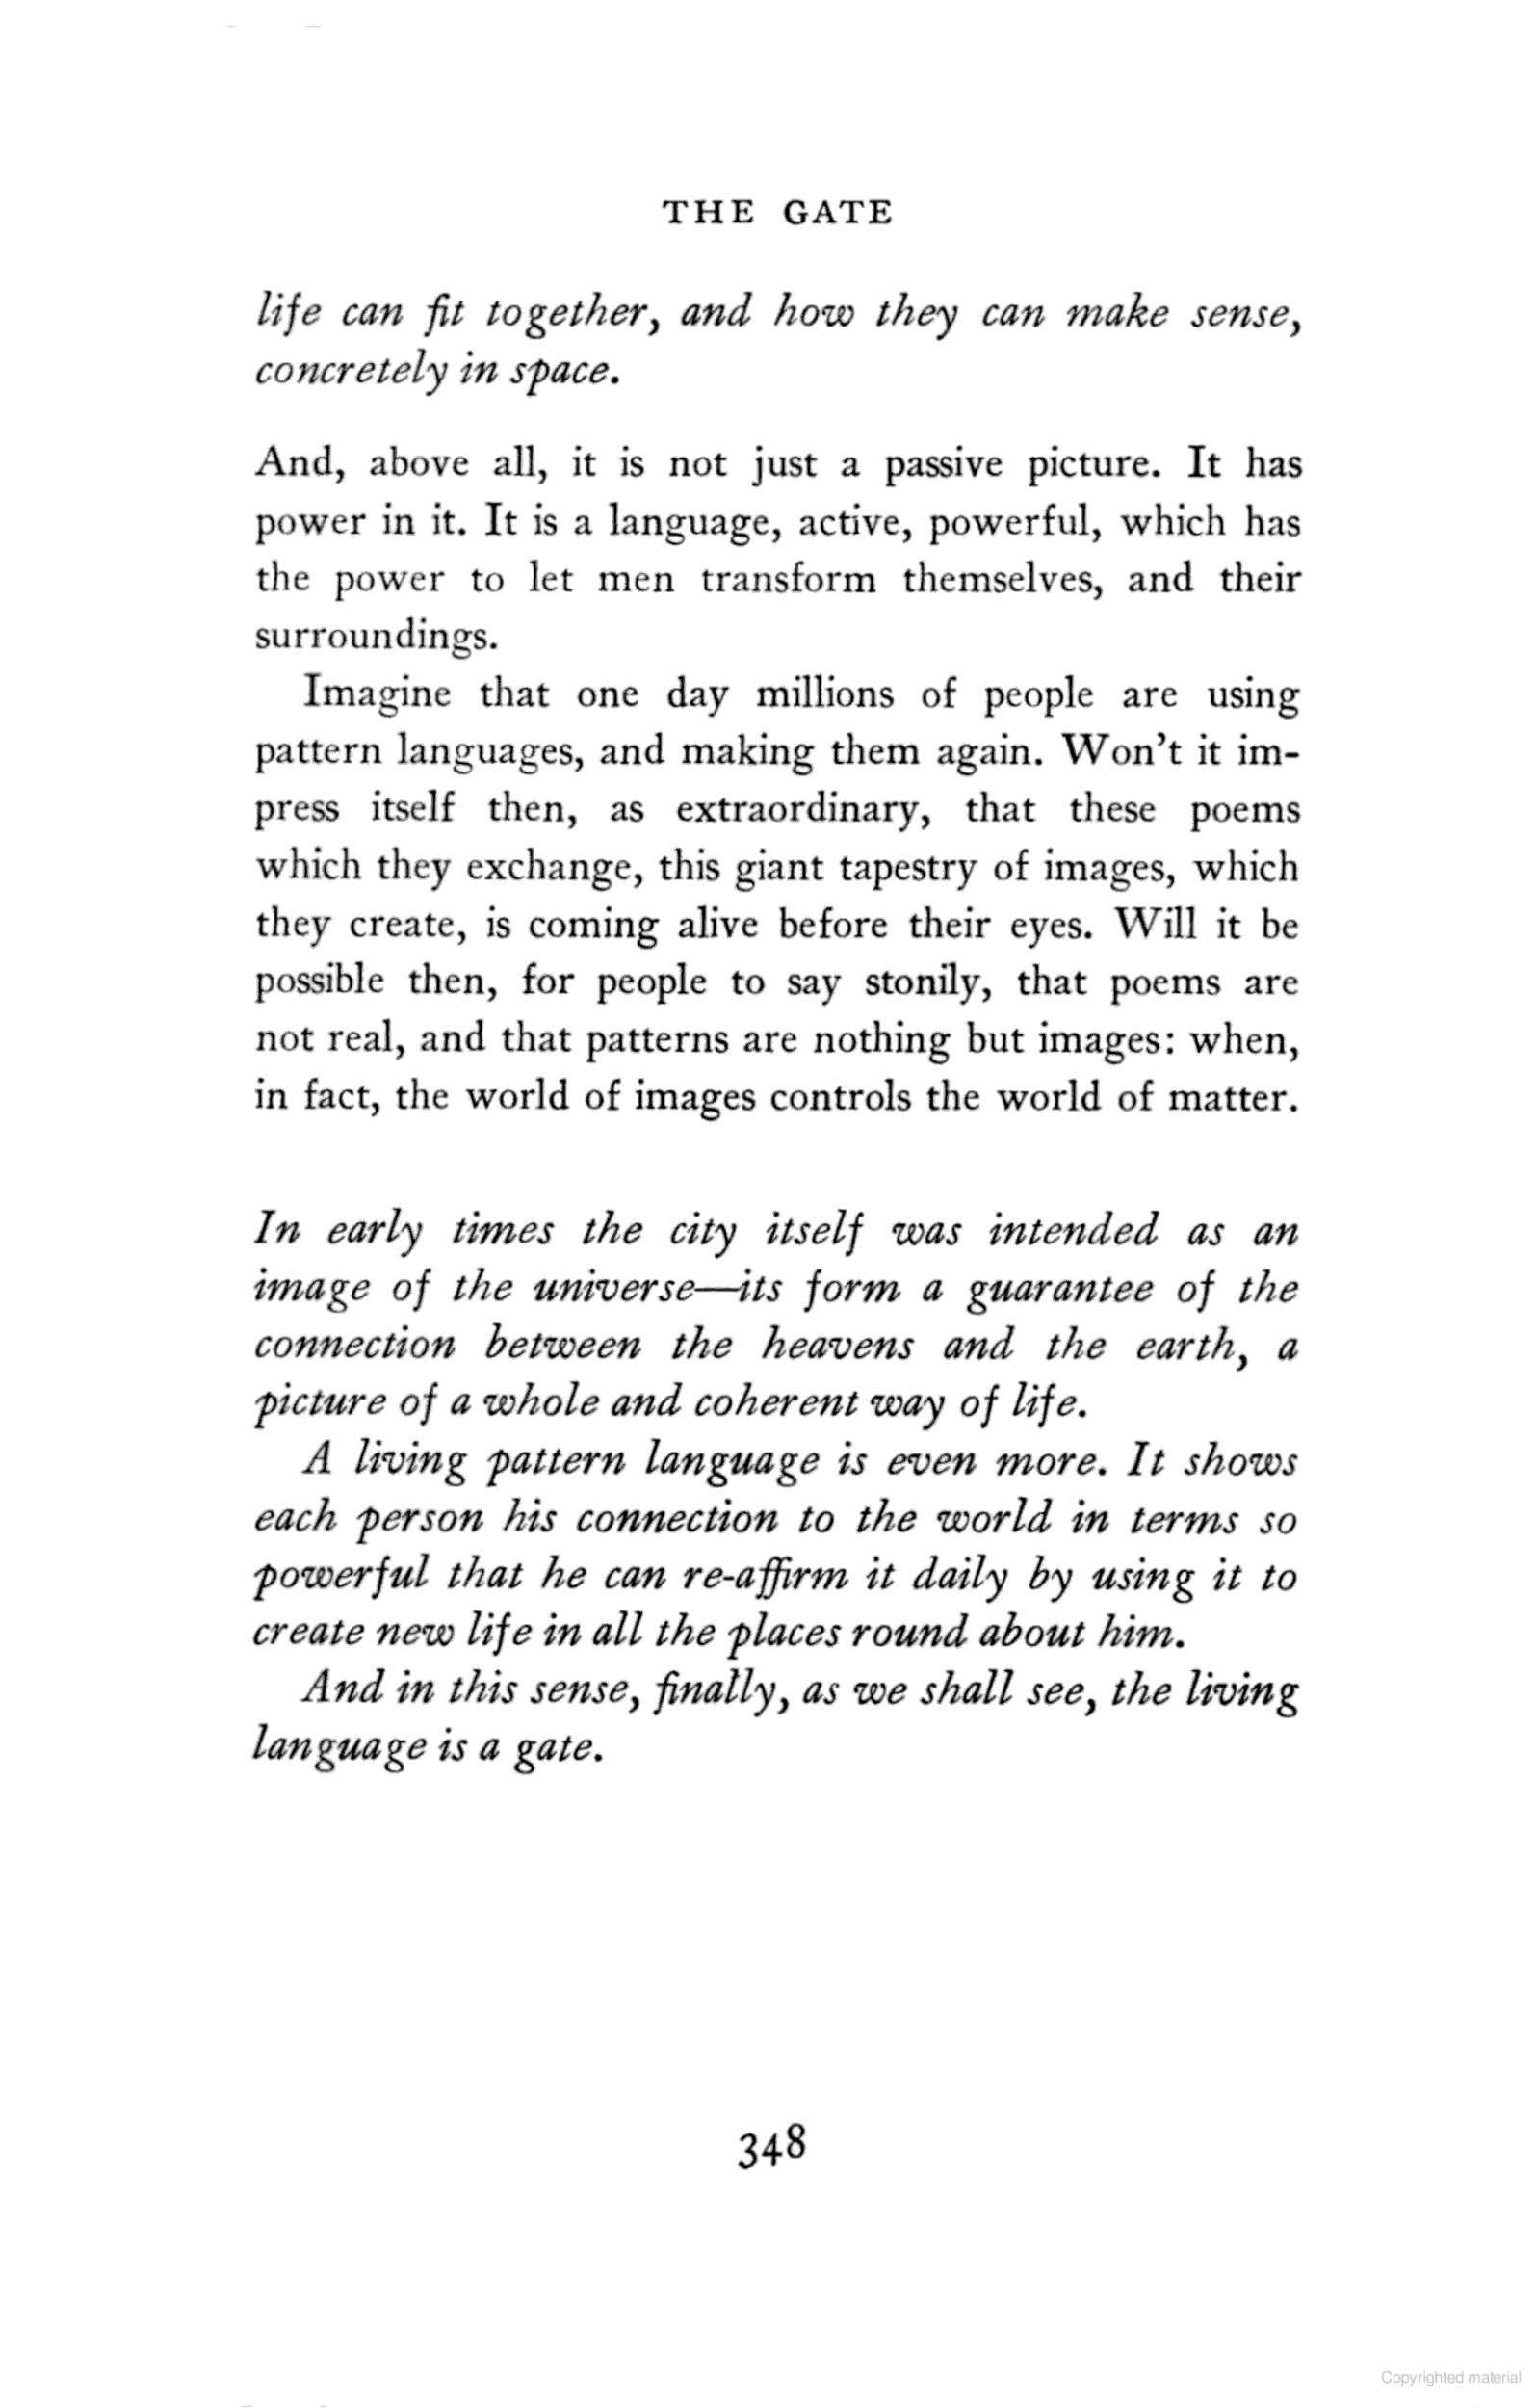 THE GATE
life can fit together, and how they can make sense,
concretely in space.
And, above all, it is not just a passive picture. It has
power in it. It is a language, active, powerful, which has
the power to let men transform themselves, and their
surroundings.
Imagine that one day millions of people are using
pattern languages, and making them again. Won't it im-
press itself then, as extraordinary, that these poems
which they exchange, this giant tapestry of images, which
they create, is coming alive before their eyes. Will it be
possible then, for people to say stonily, that poems are
not real, and that patterns are nothing but images: when,
in fact, the world of images controls the world of matter.
In early times the city itself was intended as an
image of the universe—its form a guarantee of the
connection between the heavens and the earth, a
picture of a whole and coherent way of life.
A living pattern language is even more. It shows
each person his connection to the world in terms so
powerful that he can re-affirm it daily by using it to
create new life in all the places round about him.
And in this sense, finally, as we shall see, the living
language is a gate.
348
Copyrighted material